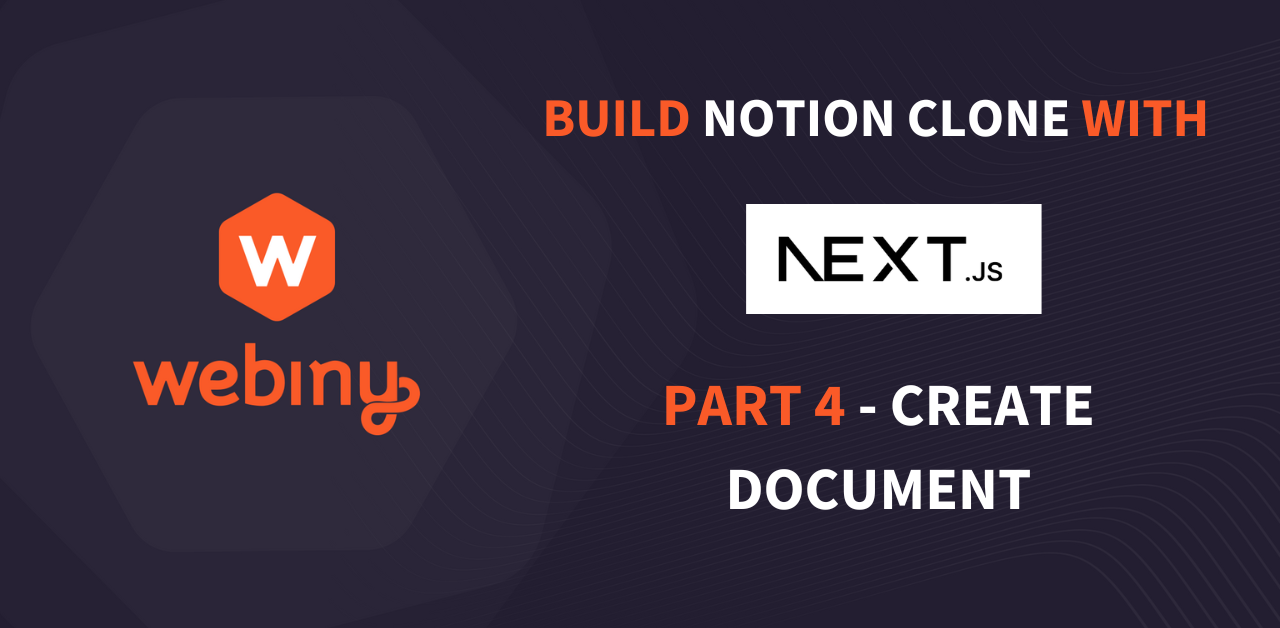 BUILD NOTION CLONE WITH
NEXT.JS
W
webiny
PART 4 - CREATE
DOCUMENT